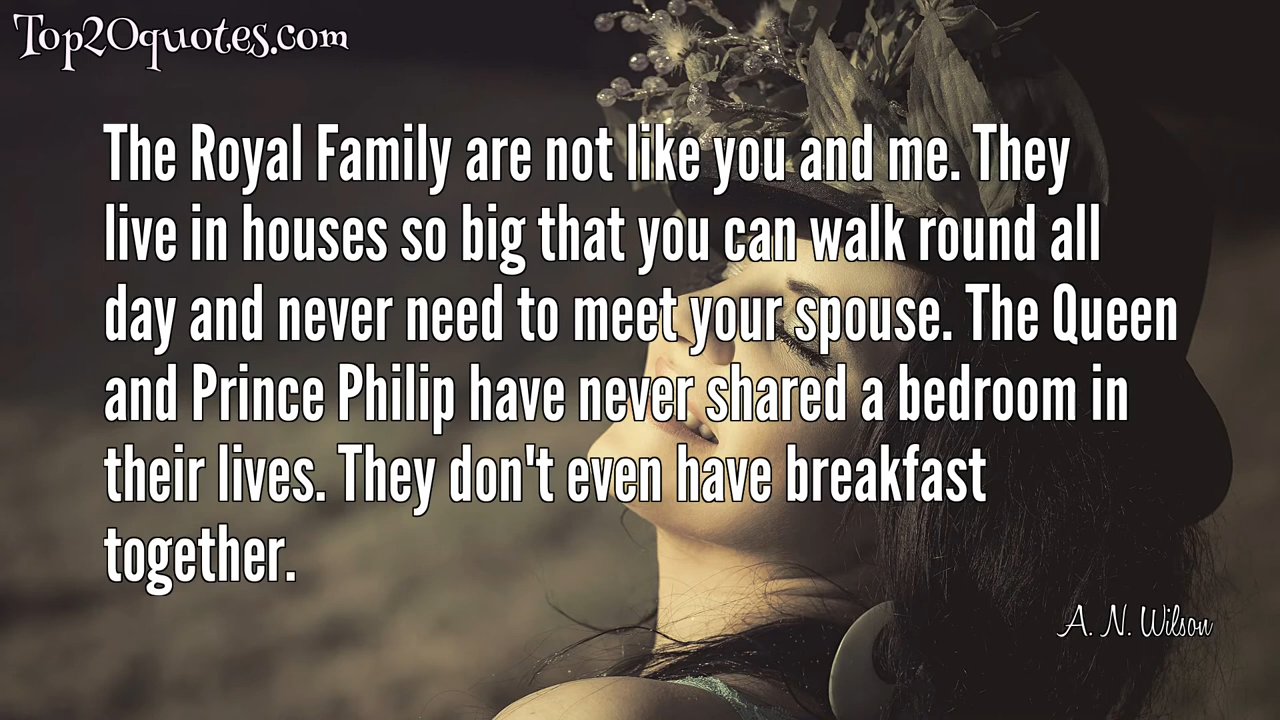 Top20quotes.com
The Royal Family are not like you and me. They
live in houses so big that you can walk round all
day and never need to meet your spouse. The Queen
and Prince Philip have never shared a bedroom in
their lives. They don't even have breakfast
together.
A. N. Wilson